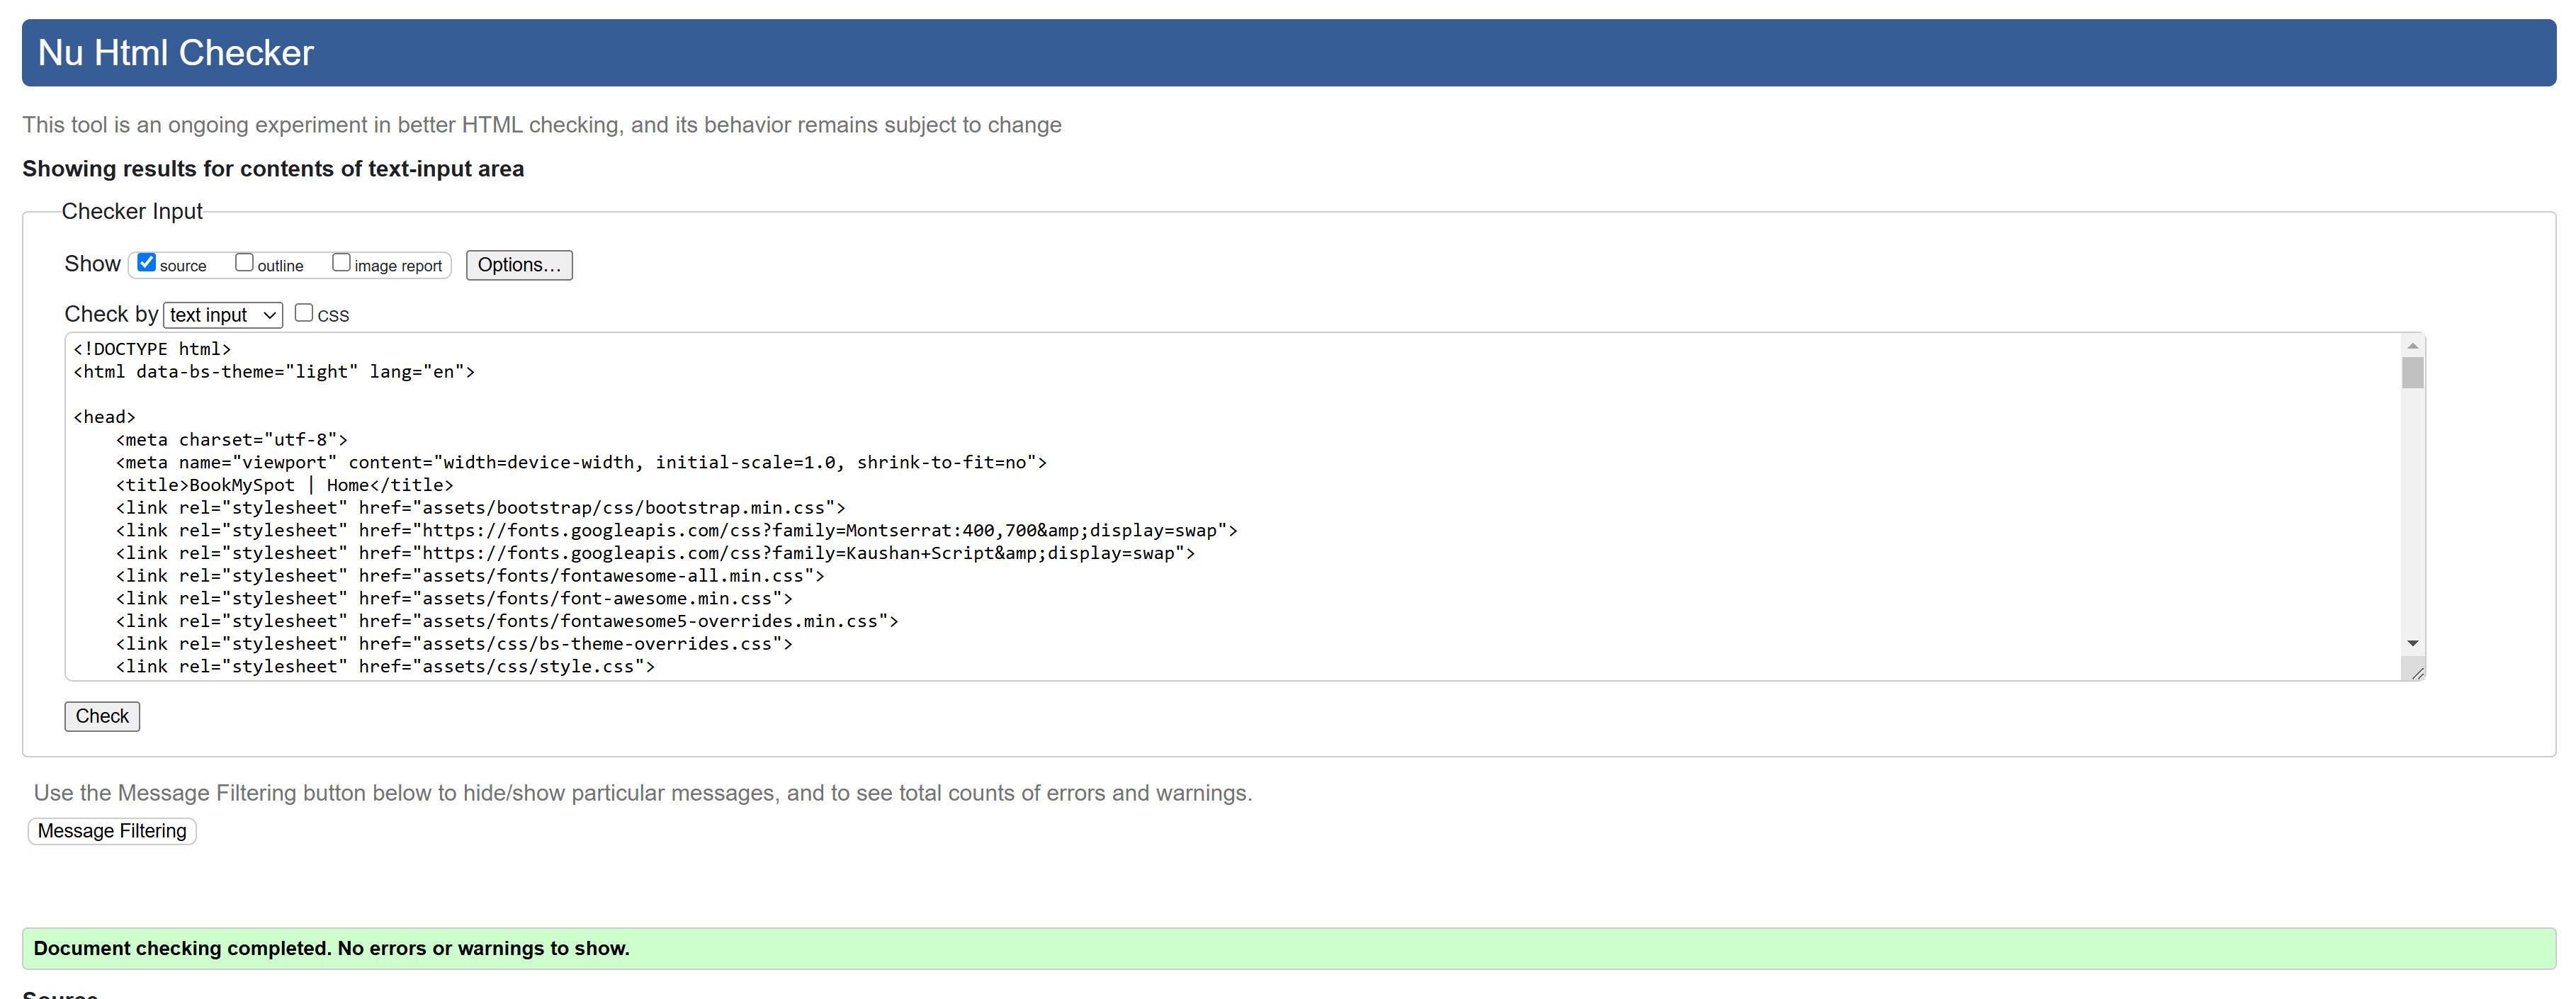 Nu Html Checker
This tool is an ongoing experiment in better HTML checking, and its behavior remains subject to change
Showing results for contents of text-input area
Checker Input
Show source outline image report Options…
Check by text input CSS
<!DOCTYPE html>
<html data-bs-theme="light" lang="en">
<head>
    <meta charset="utf-8">
    <meta name="viewport" content="width=device-width, initial-scale=1.0, shrink-to-fit=no">
    <title>BookMySpot | Home</title>
    <link rel="stylesheet" href="assets/bootstrap/css/bootstrap.min.css">
    <link rel="stylesheet" href="https://fonts.googleapis.com/css?family=Montserrat:400,700&amp;display=swap">
    <link rel="stylesheet" href="https://fonts.googleapis.com/css?family=Kaushan+Script&amp;display=swap">
    <link rel="stylesheet" href="assets/fonts/fontawesome-all.min.css">
    <link rel="stylesheet" href="assets/fonts/font-awesome.min.css">
    <link rel="stylesheet" href="assets/fonts/fontawesome5-overrides.min.css">
    <link rel="stylesheet" href="assets/css/bs-theme-overrides.css">
    <link rel="stylesheet" href="assets/css/style.css">
Check
Use the Message Filtering button below to hide/show particular messages, and to see total counts of errors and warnings.
Message Filtering
Document checking completed. No errors or warnings to show.
Source